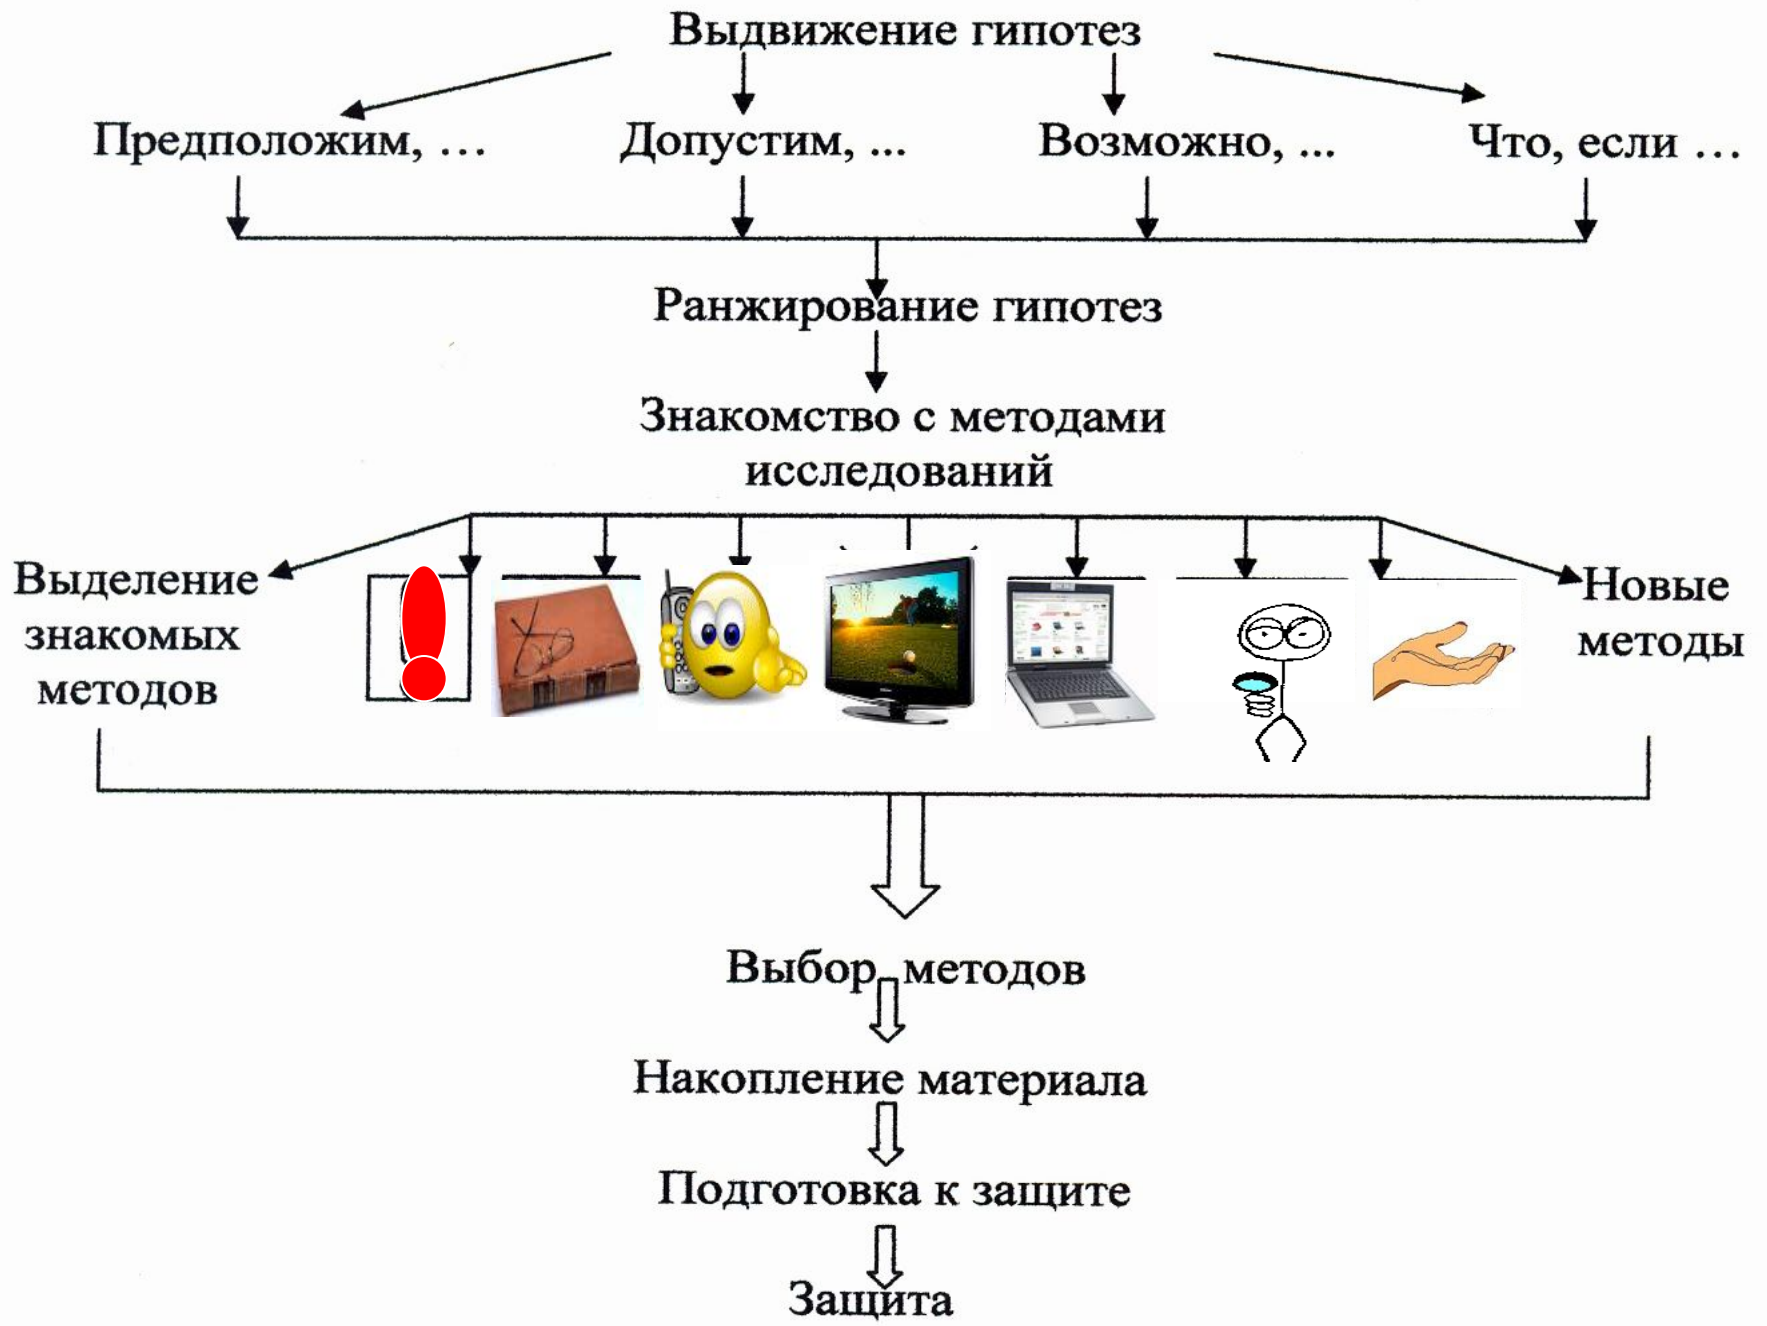 Выдвижение гипотез
Предположим, … Допустим, ... Возможно, ... Что, если …
Ранжирование гипотез
Знакомство с методами
исследований
Выделение
знакомых
методов
Новые
методы
Выбор методов
Накопление материала
Подготовка к защите
Защита